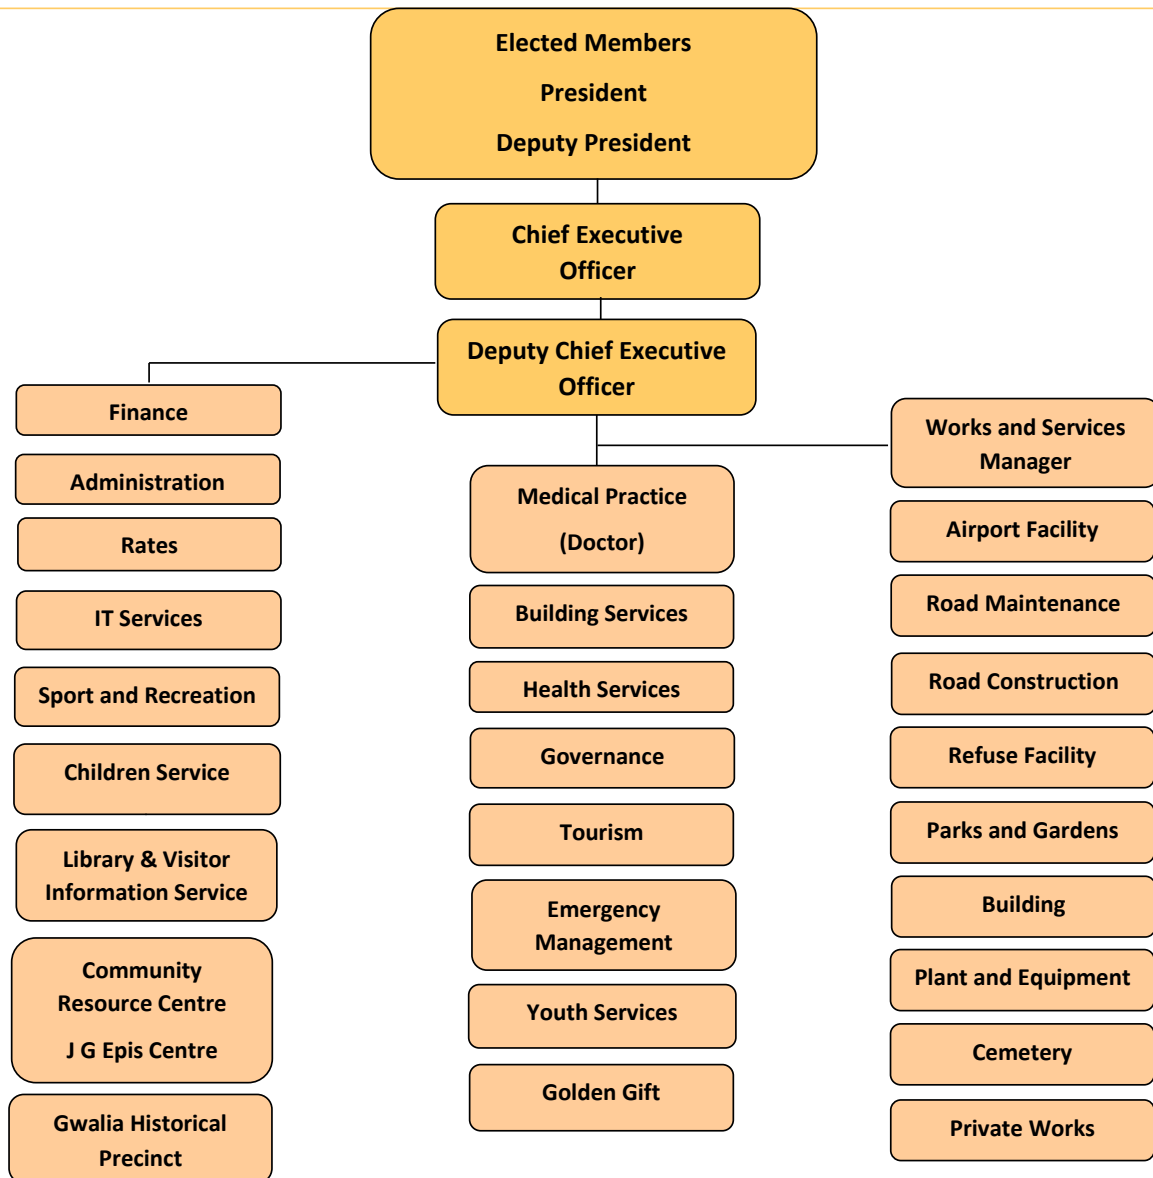 Elected Members
President
Deputy President
Chief Executive
Officer
Deputy Chief Executive
Officer
Finance
Administration
Rates
IT Services
Sport and Recreation
Children Service
Library & Visitor
Information Service
Community
Resource Centre
J G Epis Centre
Gwalia Historical
Precinct
Medical Practice
(Doctor)
Building Services
Health Services
Governance
Tourism
Emergency
Management
Youth Services
Golden Gift
Works and Services
Manager
Airport Facility
Road Maintenance
Road Construction
Refuse Facility
Parks and Gardens
Building
Plant and Equipment
Cemetery
Private Works